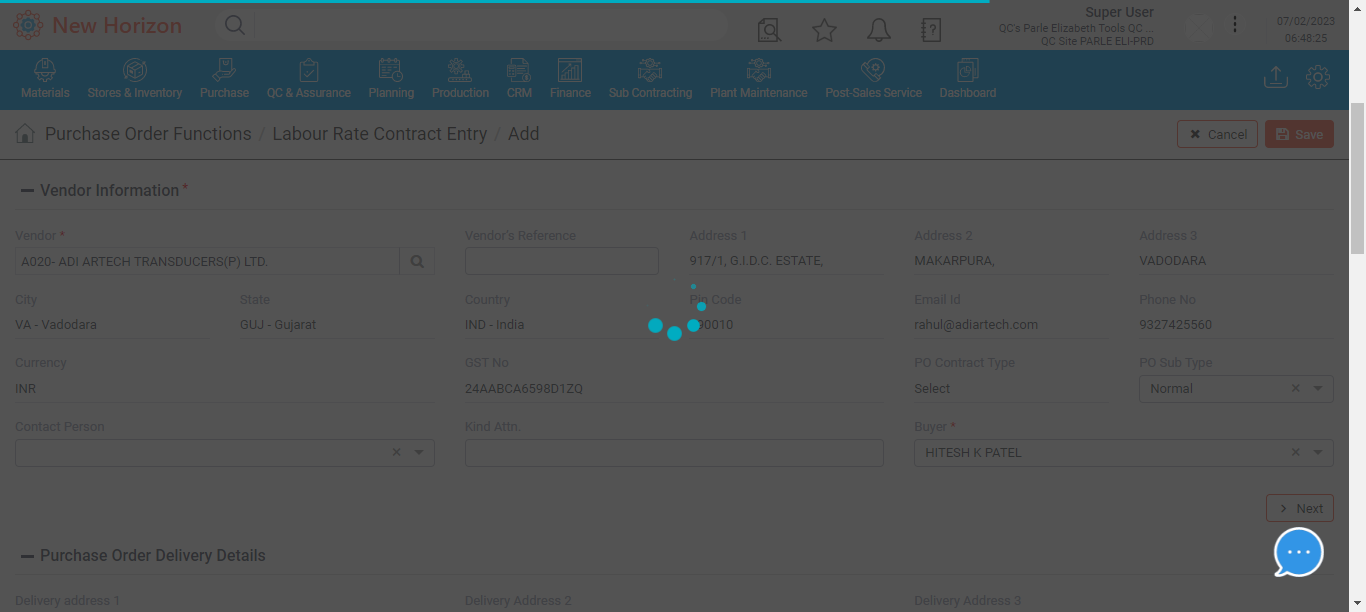 New Horizon
Super User
QC's Parle Elizabeth Tools QC ...
QC Site PARLE ELI-PRD
07/02/2023
06:48:25
Materials
Stores & Inventory
Purchase
QC & Assurance
Planning
Production
CRM
Finance
Sub Contracting
Plant Maintenance
Post-Sales Service
Dashboard
Purchase Order Functions / Labour Rate Contract Entry / Add
Cancel
Save
Vendor Information *
Vendor *
Vendor's Reference
Address 1
Address 2
Address 3
A020- ADI ARTECH TRANSDUCERS(P) LTD.
917/1, G.I.D.C. ESTATE,
MAKARPURA,
VADODARA
City
State
Country
Pin Code
Email Id
Phone No
VA - Vadodara
GUJ - Gujarat
IND - India
90010
rahul@adiartech.com
9327425560
Currency
GST No
PO Contract Type
PO Sub Type
INR
24AABCA6598D1ZQ
Select
Normal
Contact Person
Kind Attn.
Buyer *
HITESH K PATEL
Next
Purchase Order Delivery Details
Delivery address 1
Delivery Address 2
Delivery Address 3